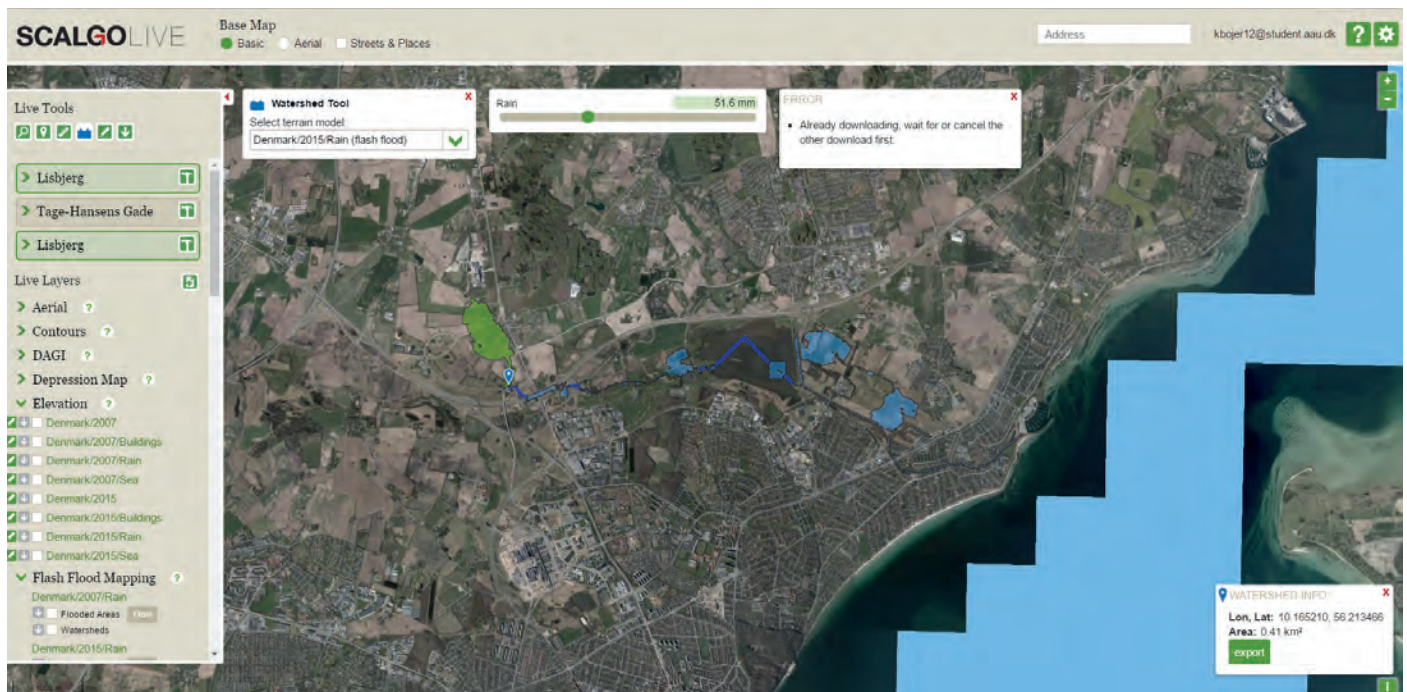 SCALGOLIVE
Base Map
Basic Aerial Streets & Places
Address
kbojer12@student.aau.dk
?
Live Tools
Lisbjerg
Tage-Hansens Gade
Lisbjerg
Live Layers
Aerial ?
Contours ?
DAGI ?
Depression Map ?
Elevation ?
Denmark/2007
Denmark/2007/Buildings
Denmark/2007/Rain
Denmark/2007/Sea
Denmark/2015
Denmark/2015/Buildings
Denmark/2015/Rain
Denmark/2015/Sea
Flash Flood Mapping ?
Denmark/2007/Rain
Flooded Areas
Watersheds
Denmark/2015/Rain
Watershed Tool x
Select terrain model:
Denmark/2015/Rain (flash flood)
Rain 51.6 mm
ERROR x
Already downloading, wait for or cancel the
other download first.
+
−
WATERSHED INFO x
Lon, Lat: 10.165210, 56.213466
Area: 0.41 km²
export